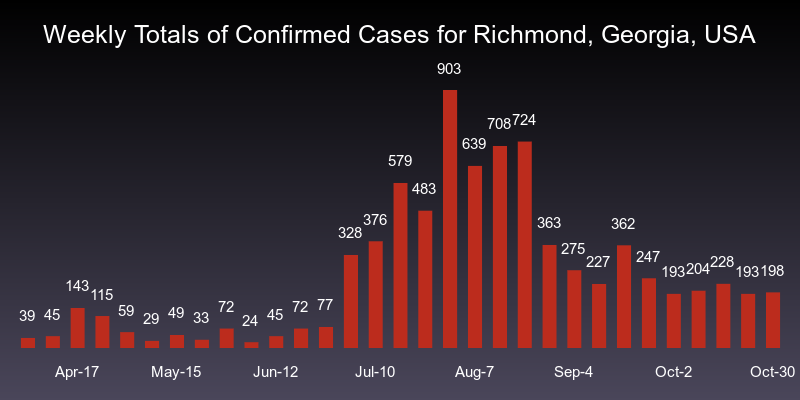 Weekly Totals of Confirmed Cases for Richmond, Georgia, USA
39 45 143 115 59 29 49 33 72 24 45 72 77 328 376 579 483 903 639 708 724 363 275 227 362 247 193 204 228 193 198
Apr-17 May-15 Jun-12 Jul-10 Aug-7 Sep-4 Oct-2 Oct-30